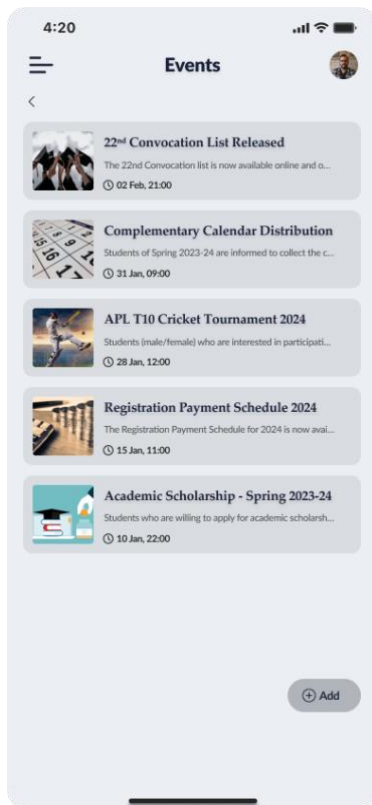 4:20
Events
22nd Convocation List Released
The 22nd Convocation list is now available online and o...
02 Feb, 21:00
Complementary Calendar Distribution
Students of Spring 2023-24 are informed to collect the c...
31 Jan, 09:00
APL T10 Cricket Tournament 2024
Students (male/female) who are interested in participati...
28 Jan, 12:00
Registration Payment Schedule 2024
The Registration Payment Schedule for 2024 is now avai...
15 Jan, 11:00
Academic Scholarship - Spring 2023-24
Students who are willing to apply for academic scholarsh...
10 Jan, 22:00
Add